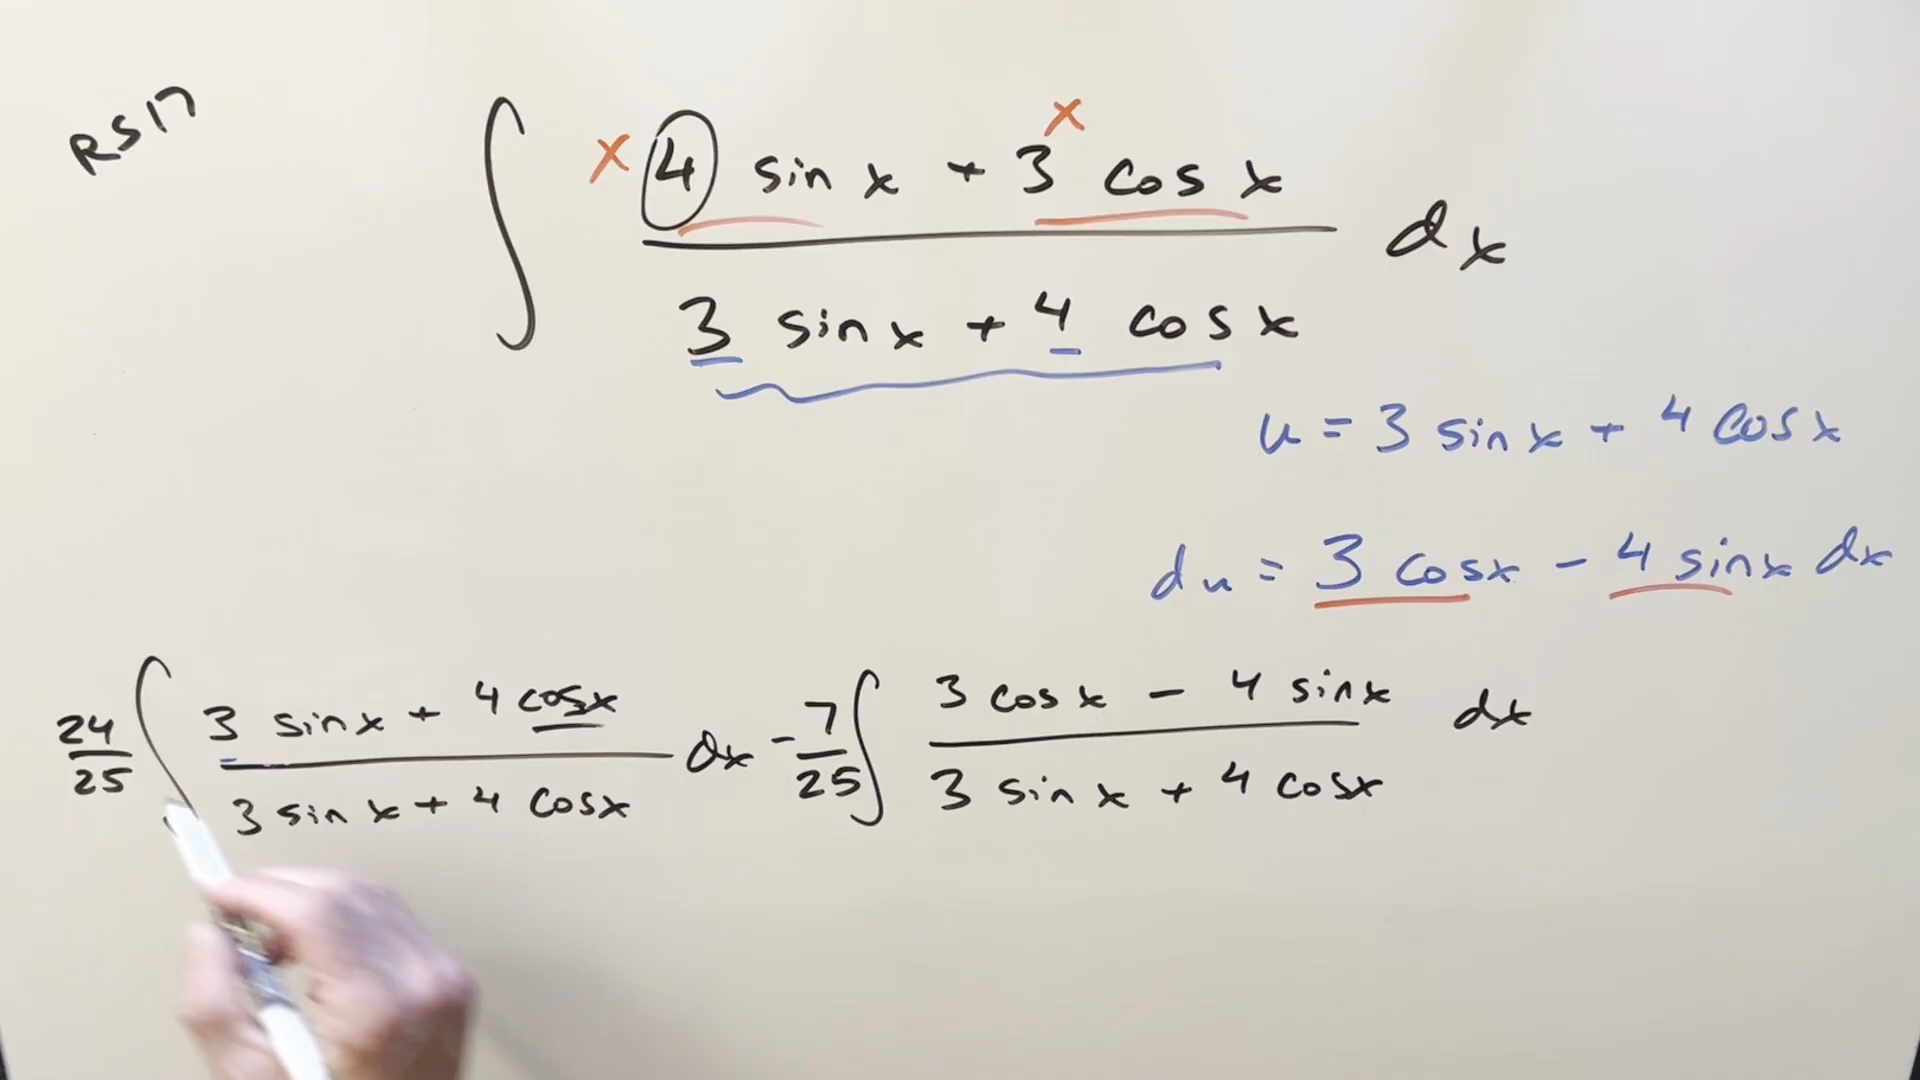 RS17
∫ (4 sin x + 3 cos x) / (3 sin x + 4 cos x) dx
x x
u = 3 sin x + 4 cos x
du = 3 cos x - 4 sin x dx
24/25 ∫ (3 sin x + 4 cos x) / (3 sin x + 4 cos x) dx - 7/25 ∫ (3 cos x - 4 sin x) / (3 sin x + 4 cos x) dx